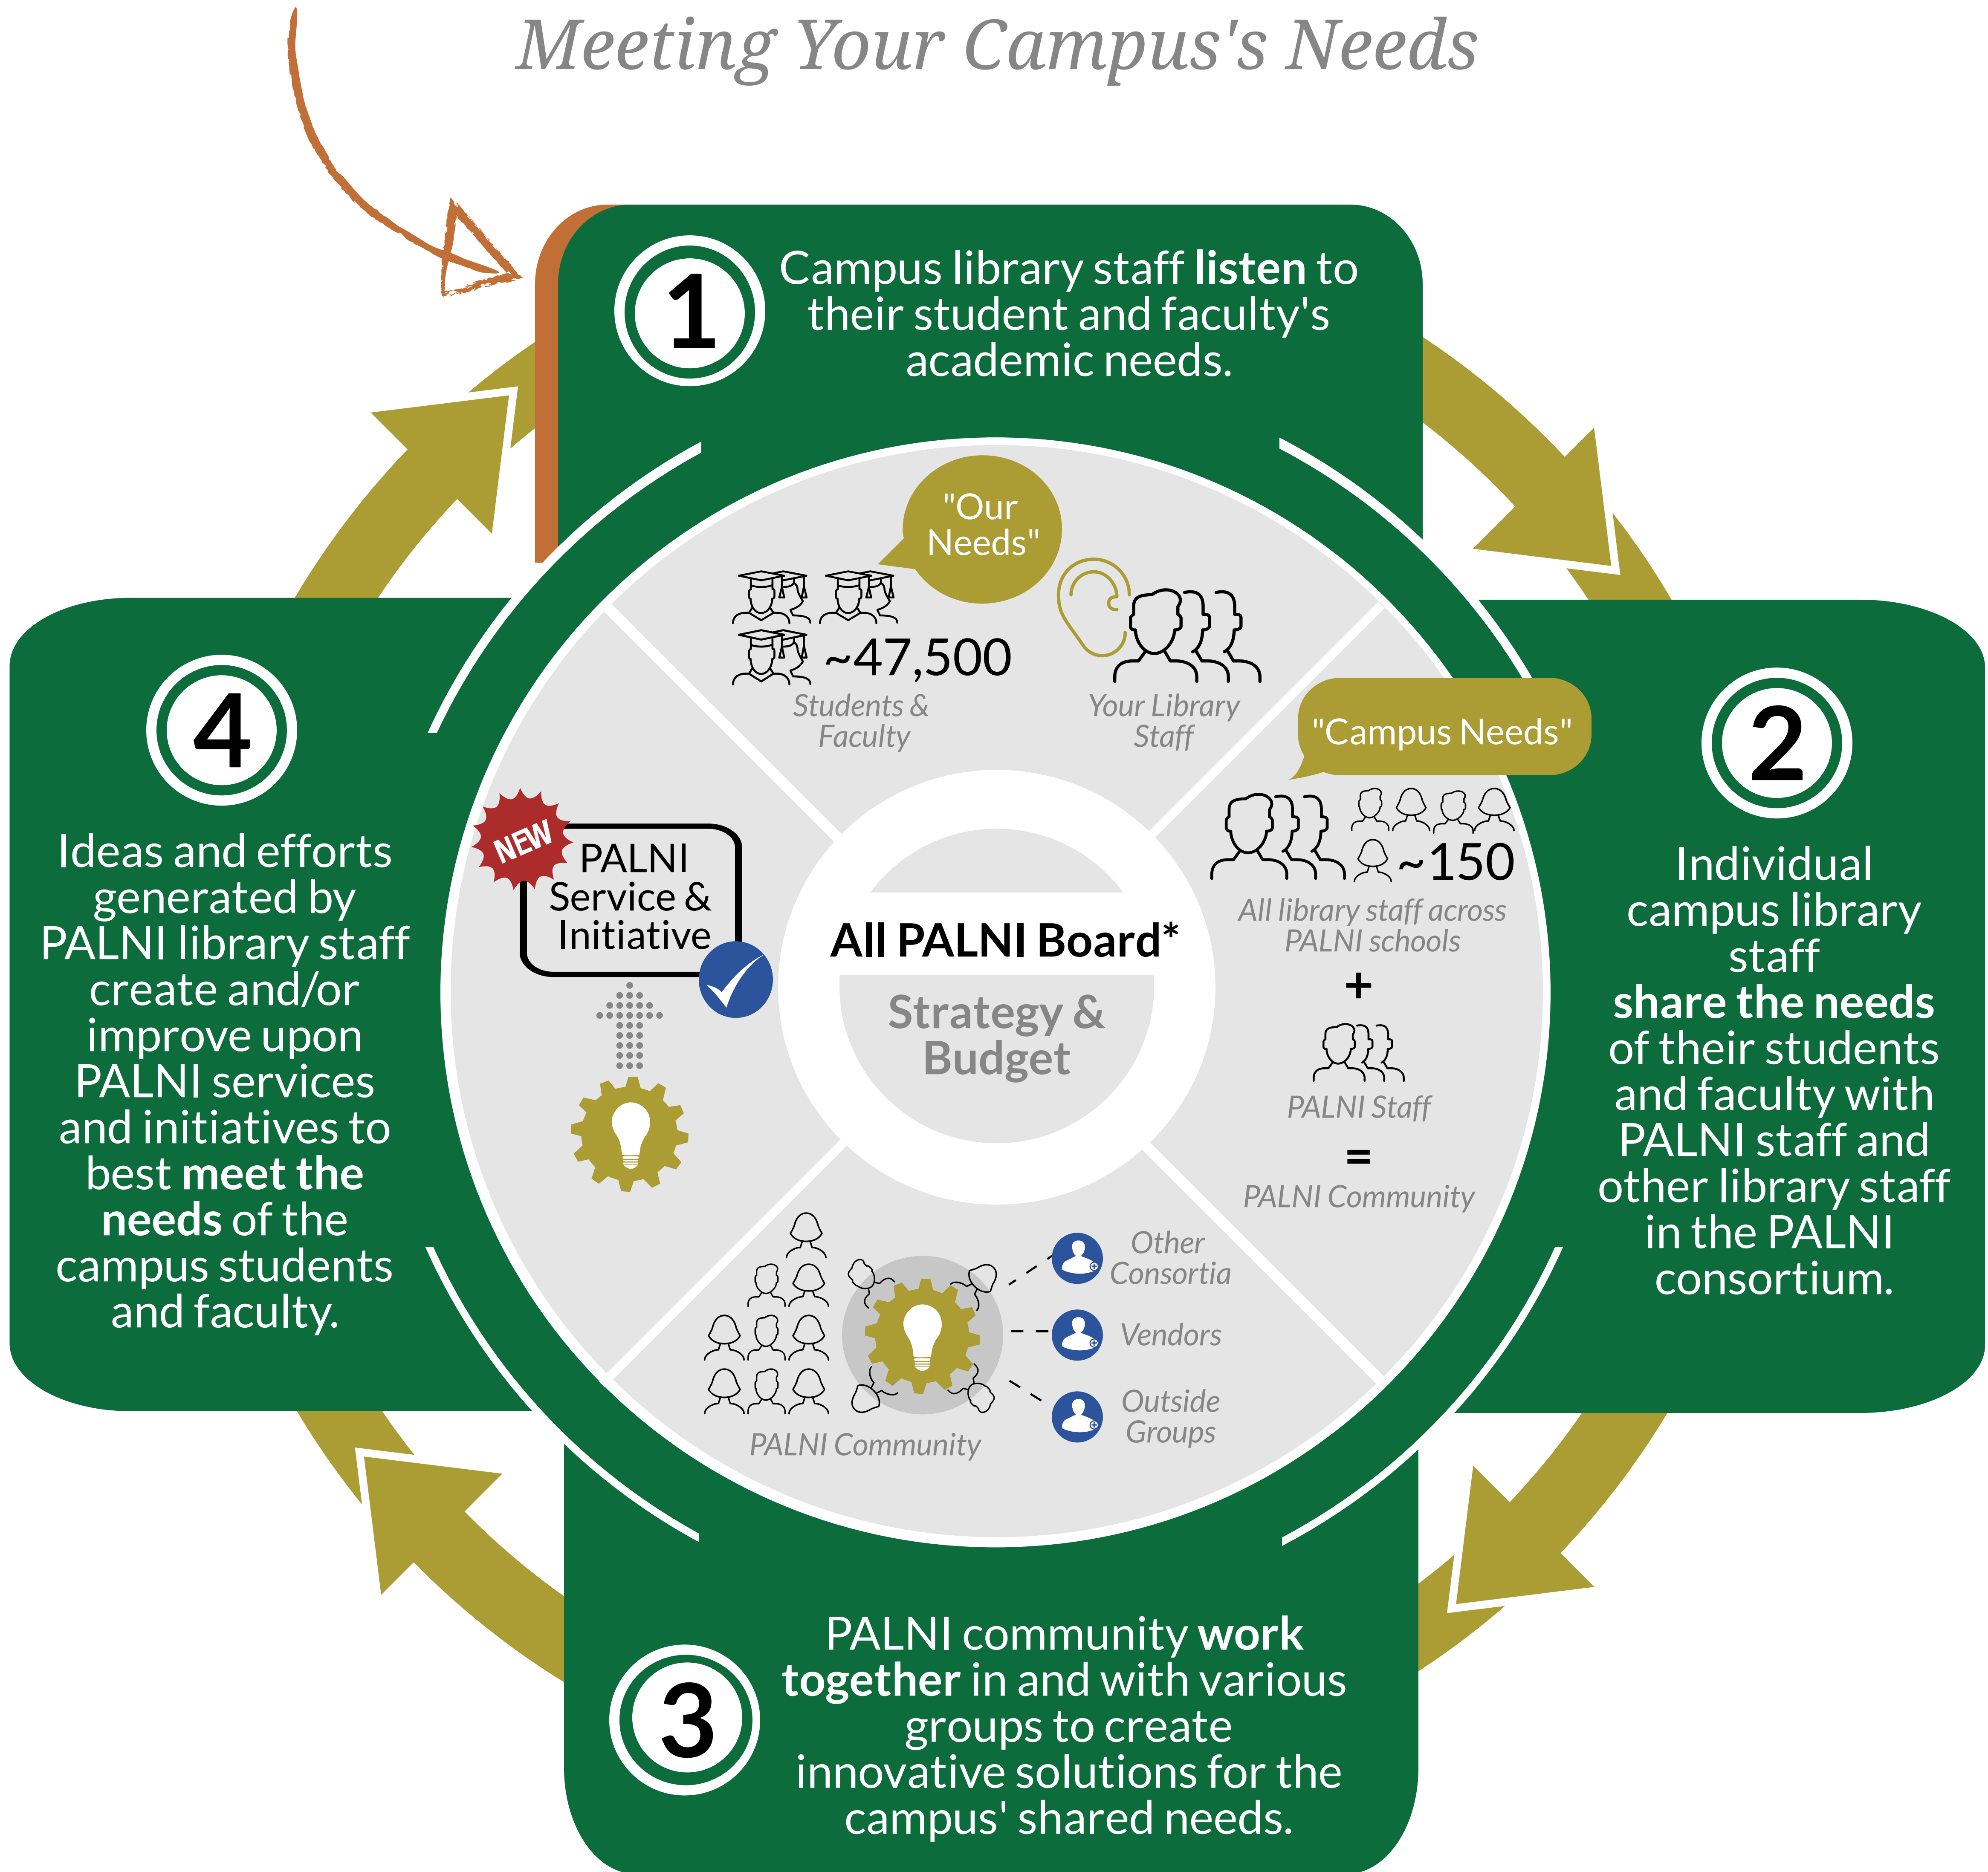 Meeting Your Campus's Needs
1
Campus library staff listen to
their student and faculty's
academic needs.
"Our
Needs"
~47,500
Students &
Faculty
Your Library
Staff
2
Individual
campus library
staff
share the needs
of their students
and faculty with
PALNI staff and
other library staff
in the PALNI
consortium.
"Campus Needs"
~150
All library staff across
PALNI schools
+
PALNI Staff
=
PALNI Community
3
PALNI community work
together in and with various
groups to create
innovative solutions for the
campus' shared needs.
PALNI Community
Other
Consortia
Vendors
Outside
Groups
4
Ideas and efforts
generated by
PALNI library staff
create and/or
improve upon
PALNI services
and initiatives to
best meet the
needs of the
campus students
and faculty.
NEW
PALNI
Service &
Initiative
All PALNI Board*
Strategy &
Budget